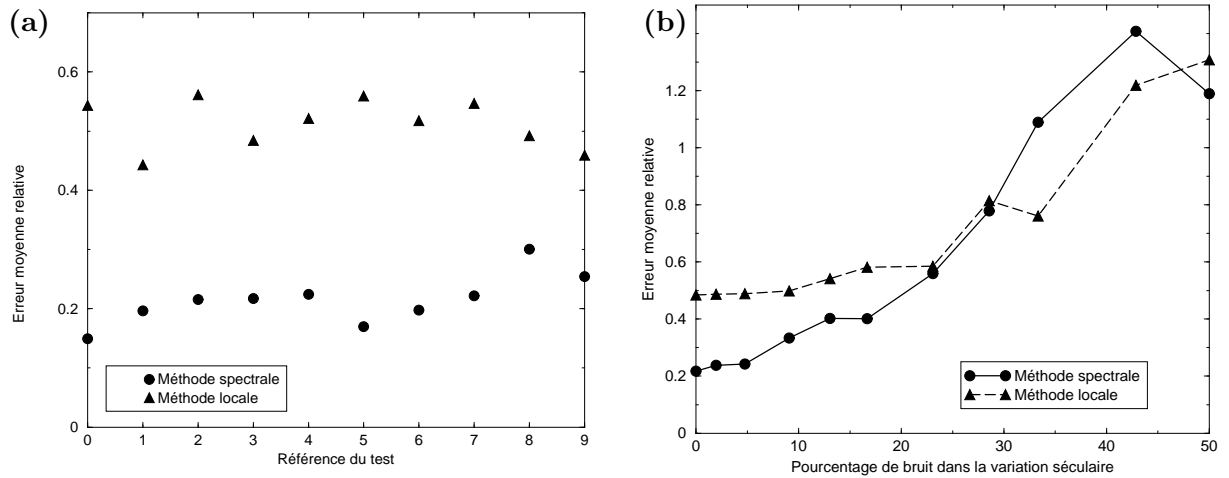 (a)
Erreur moyenne relative
0.6
0.4
0.2
0
0 1 2 3 4 5 6 7 8 9
Référence du test
Méthode spectrale
Méthode locale
(b)
Erreur moyenne relative
1.2
1
0.8
0.6
0.4
0.2
0
0 10 20 30 40 50
Pourcentage de bruit dans la variation séculaire
Méthode spectrale
Méthode locale